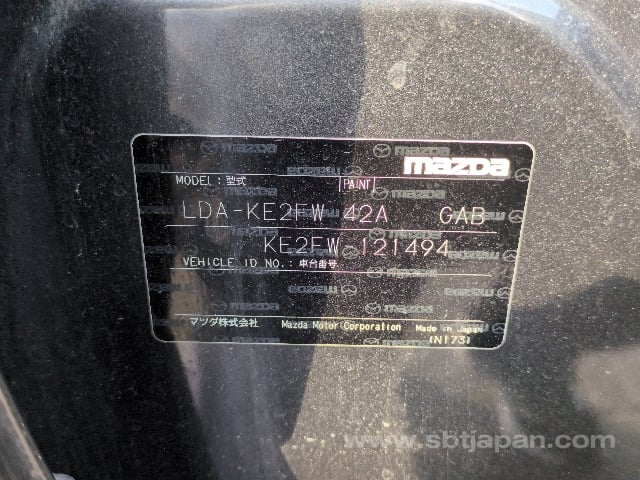 mazda
MODEL : 型式 PAINT
LDA-KE2FW 42A GAB
KE2FW-121494
VEHICLE ID NO. : 車台番号
マツダ株式会社 Mazda Motor Corporation Made in Japan
(N173)
www.sbtjapan.com